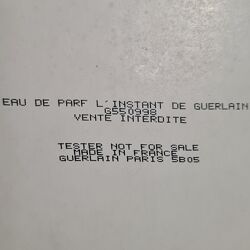 EAU DE PARF L'INSTANT DE GUERLAIN
G550998
VENTE INTERDITE
TESTER NOT FOR SALE
MADE IN FRANCE
GUERLAIN PARIS 5B05